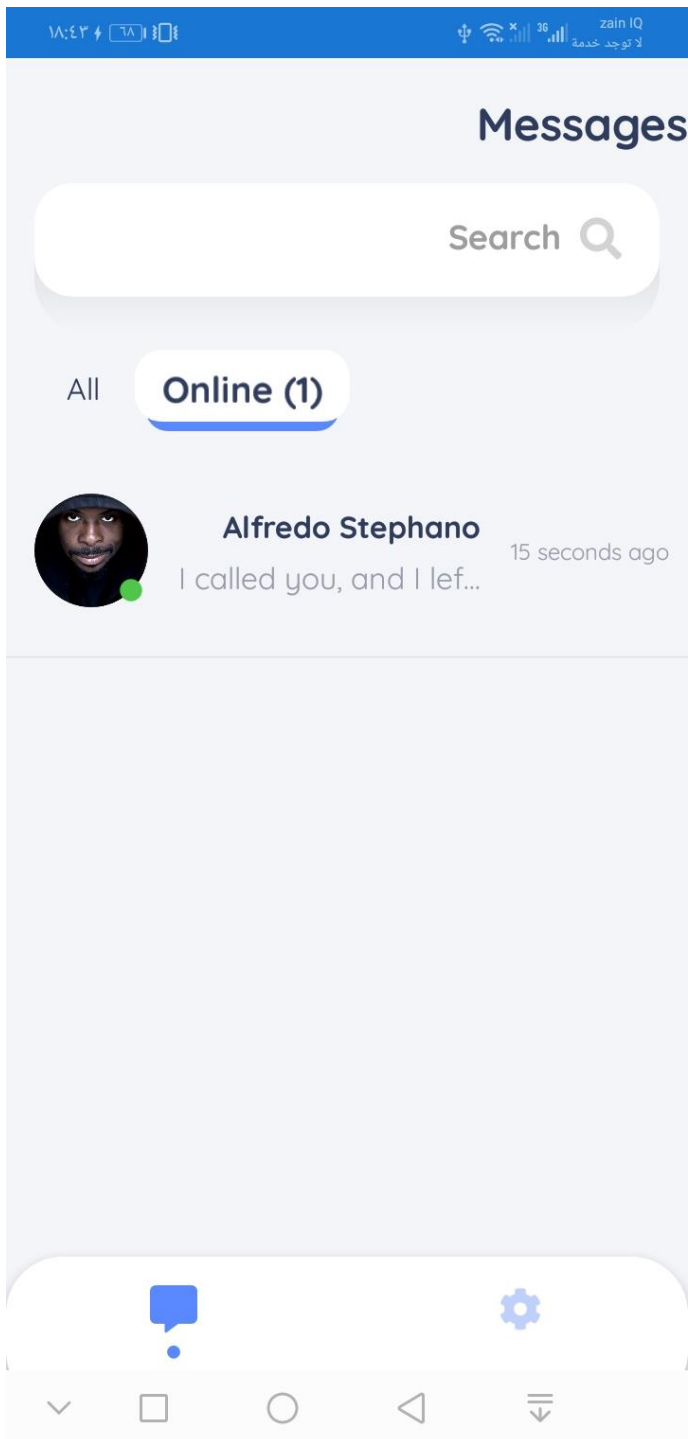 ١٨:٤٣ ٦٨
3G zain IQ
لا توجد خدمة
Messages
Search
All Online (1)
Alfredo Stephano
15 seconds ago
I called you, and I lef...